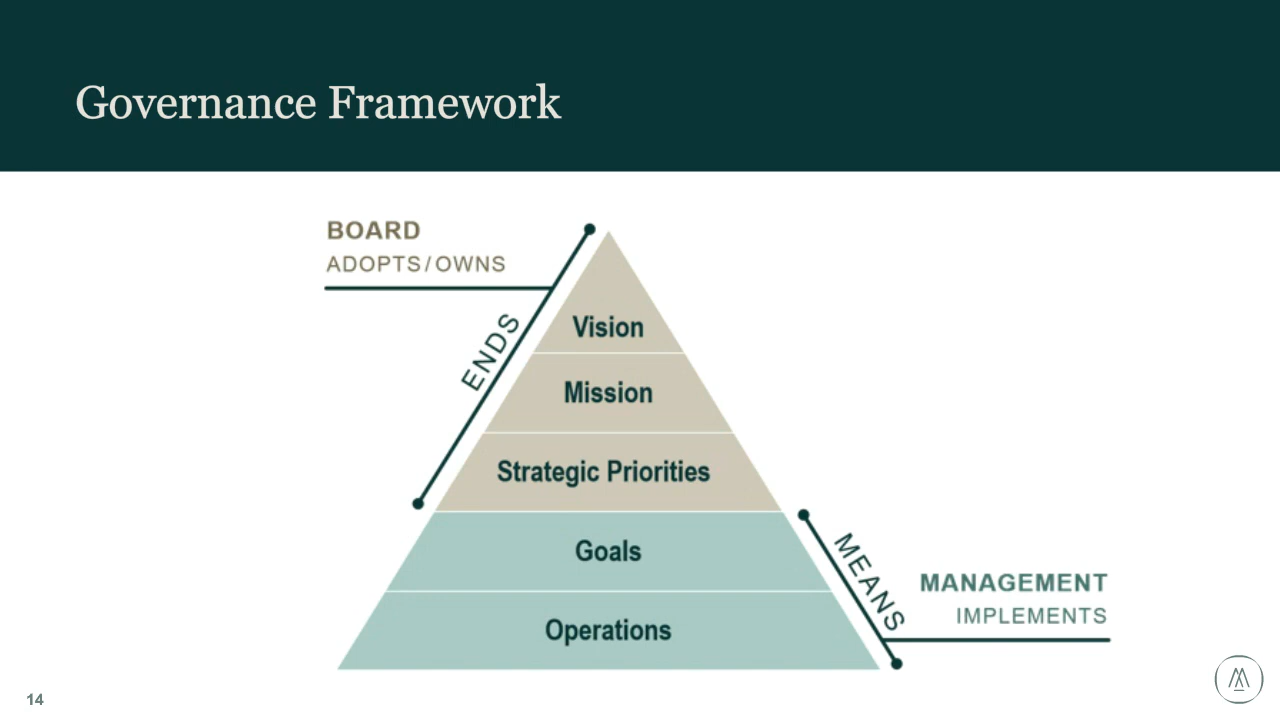 Governance Framework
BOARD
ADOPTS/OWNS
ENDS
Vision
Mission
Strategic Priorities
Goals
Operations
MEANS
MANAGEMENT
IMPLEMENTS
14